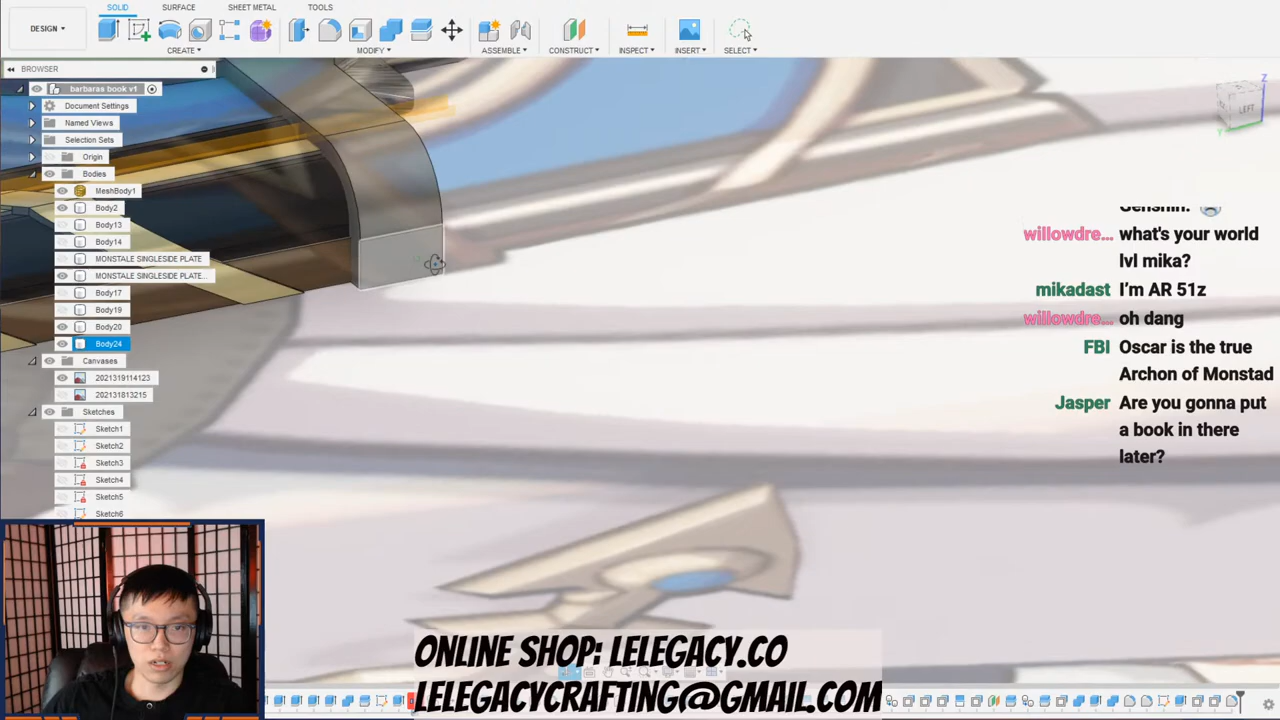 SOLID SURFACE SHEET METAL TOOLS
DESIGN
CREATE MODIFY ASSEMBLE CONSTRUCT INSPECT INSERT SELECT
BROWSER
barbaras book v1
Document Settings
Named Views
Selection Sets
Origin
Bodies
MeshBody1
Body2
Body13
Body14
MONSTALE SINGLESIDE PLATE
MONSTALE SINGLESIDE PLATE...
Body17
Body19
Body20
Body24
Canvases
2021319114123
202131813215
Sketches
Sketch1
Sketch2
Sketch3
Sketch4
Sketch5
Sketch6
Z
LEFT
Genshin.
willowdre... what's your world
lvl mika?
mikadast I'm AR 51z
willowdre... oh dang
FBI Oscar is the true
Archon of Monstad
Jasper Are you gonna put
a book in there
later?
ONLINE SHOP: LELEGACY.CO
LELEGACYCRAFTING@GMAIL.COM